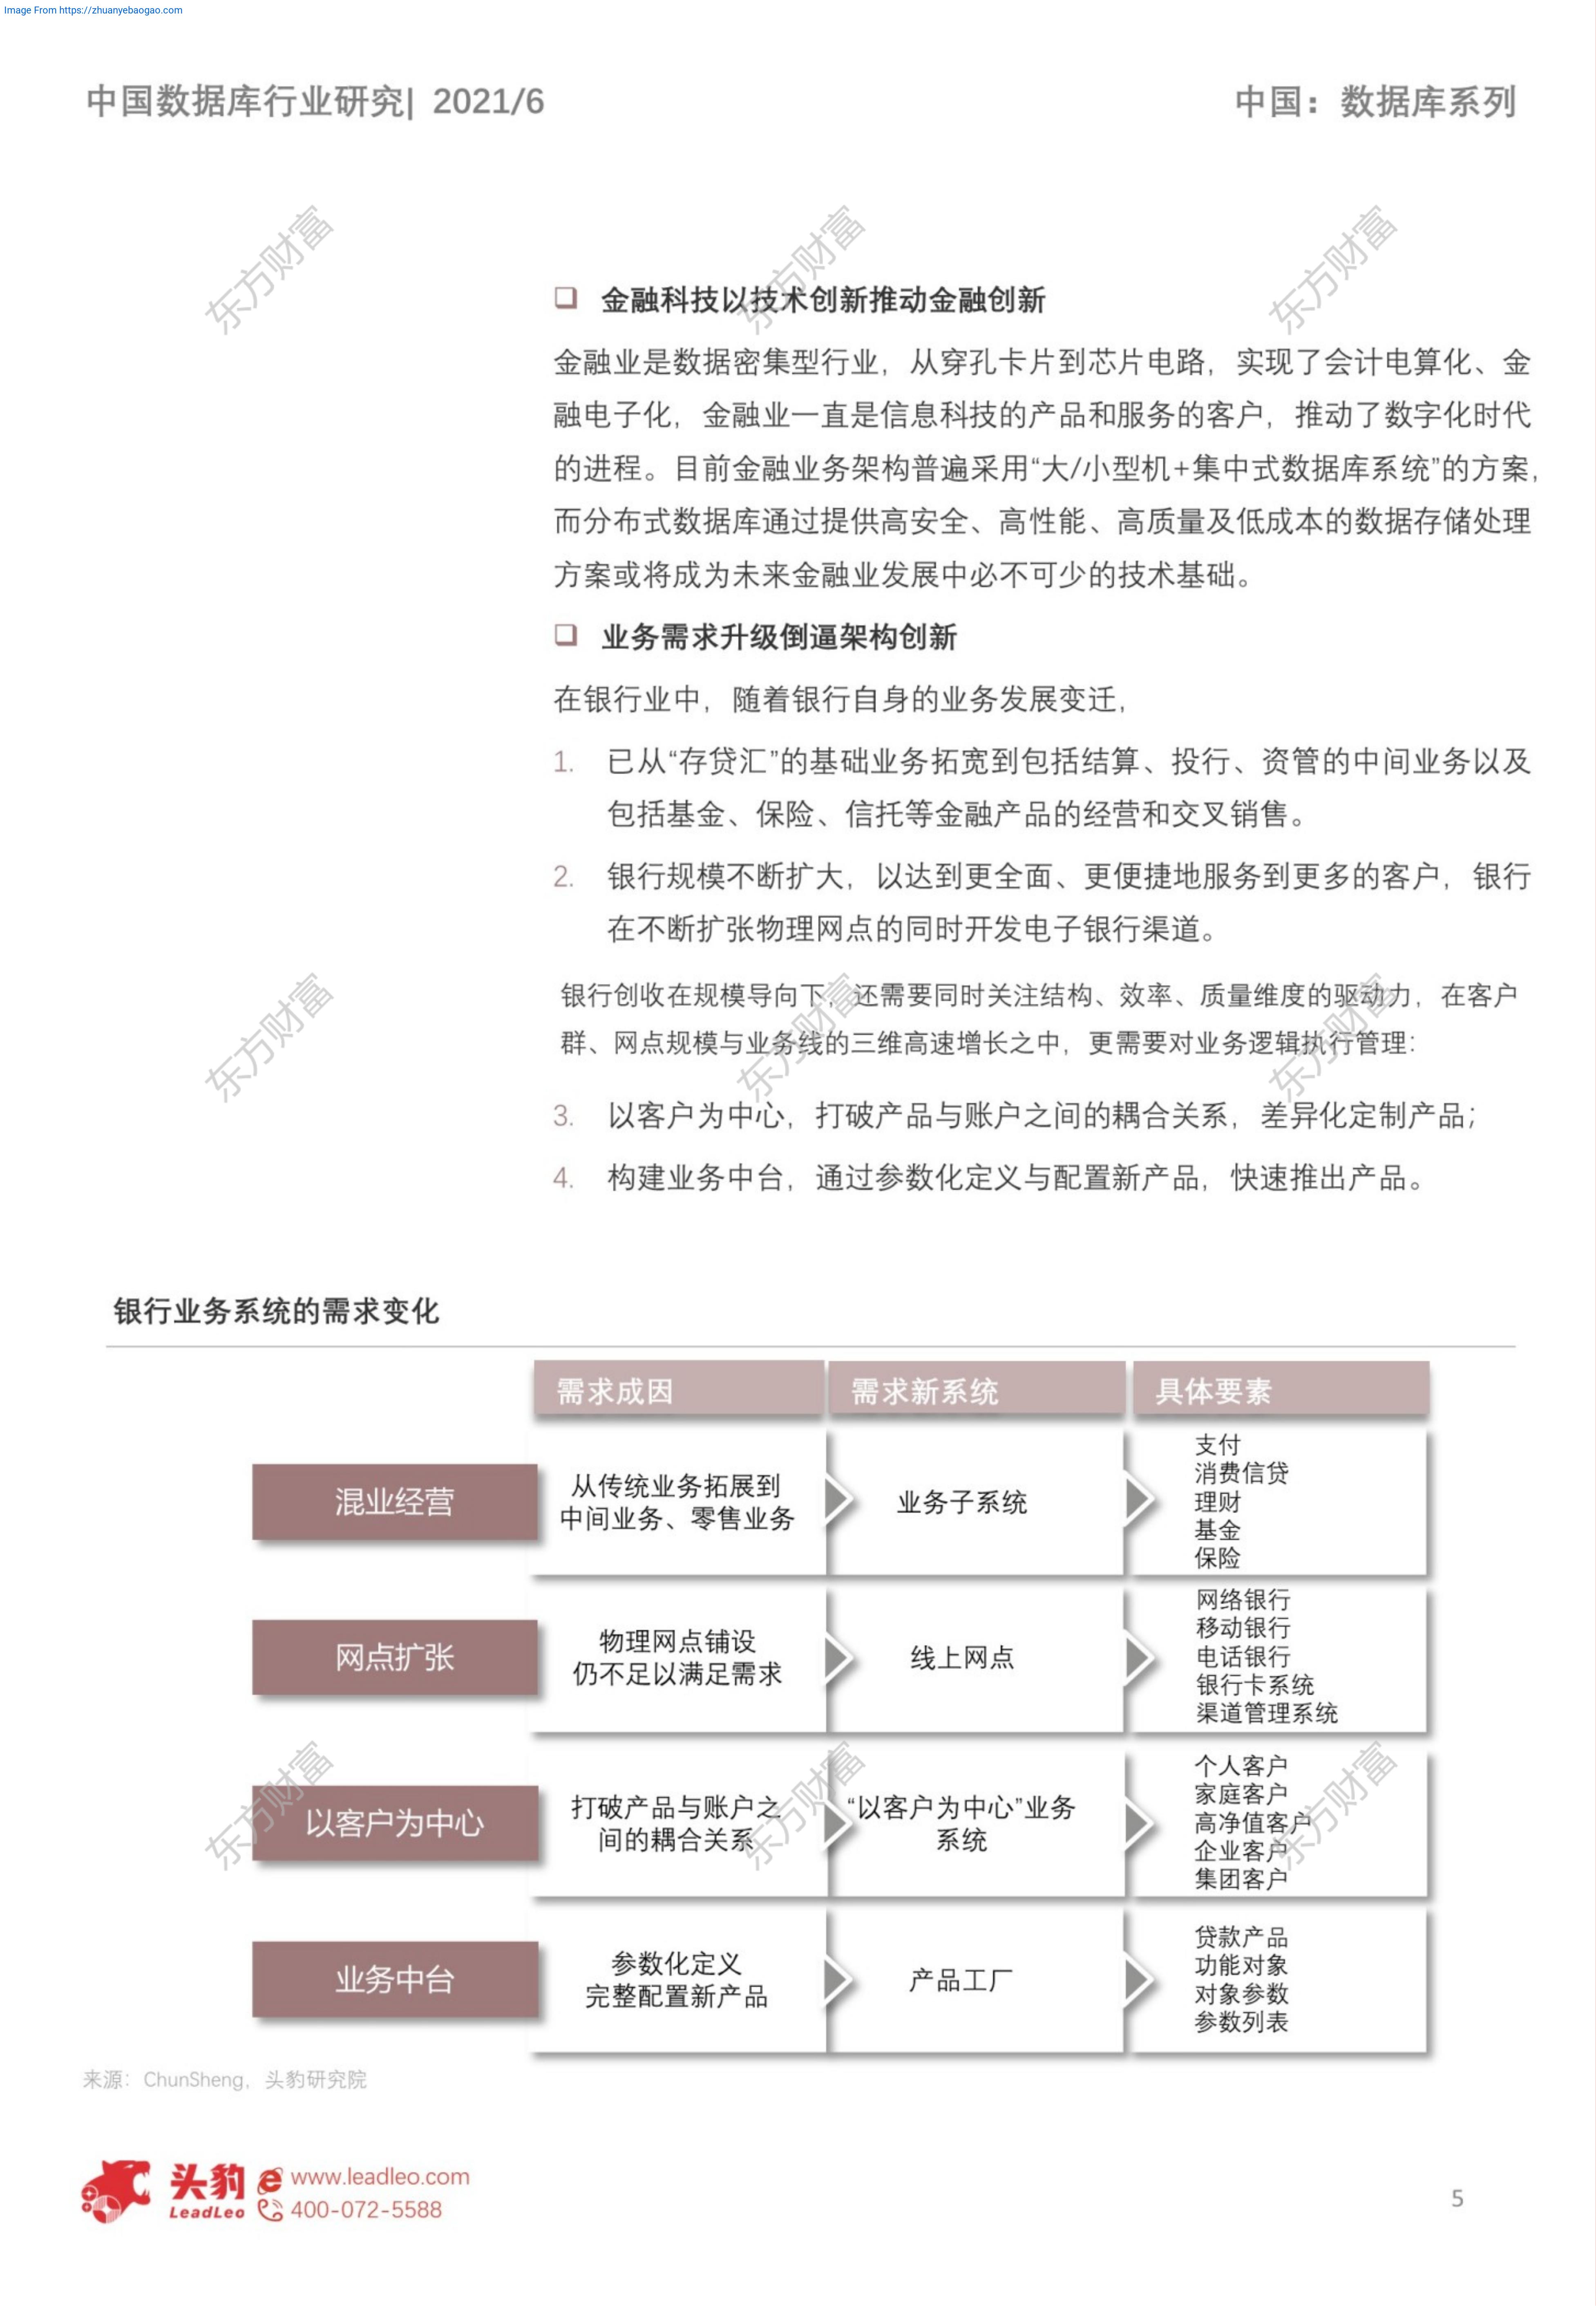 Image From https://zhuanyebaogao.com
中国数据库行业研究| 2021/6
中国：数据库系列
金融科技以技术创新推动金融创新
金融业是数据密集型行业，从穿孔卡片到芯片电路，实现了会计电算化、金
融电子化，金融业一直是信息科技的产品和服务的客户，推动了数字化时代
的进程。目前金融业务架构普遍采用“大/小型机+集中式数据库系统”的方案，
而分布式数据库通过提供高安全、高性能、高质量及低成本的数据存储处理
方案或将成为未来金融业发展中必不可少的技术基础。
业务需求升级倒逼架构创新
在银行业中，随着银行自身的业务发展变迁，
1. 已从“存贷汇”的基础业务拓宽到包括结算、投行、资管的中间业务以及
包括基金、保险、信托等金融产品的经营和交叉销售。
2. 银行规模不断扩大，以达到更全面、更便捷地服务到更多的客户，银行
在不断扩张物理网点的同时开发电子银行渠道。
银行创收在规模导向下，还需要同时关注结构、效率、质量维度的驱动力，在客户
群、网点规模与业务线的三维高速增长之中，更需要对业务逻辑执行管理：
3. 以客户为中心，打破产品与账户之间的耦合关系，差异化定制产品；
4. 构建业务中台，通过参数化定义与配置新产品，快速推出产品。
银行业务系统的需求变化
需求成因
需求新系统
具体要素
混业经营
从传统业务拓展到
中间业务、零售业务
业务子系统
支付
消费信贷
理财
基金
保险
网点扩张
物理网点铺设
仍不足以满足需求
线上网点
网络银行
移动银行
电话银行
银行卡系统
渠道管理系统
以客户为中心
打破产品与账户之
间的耦合关系
“以客户为中心”业务
系统
个人客户
家庭客户
高净值客户
企业客户
集团客户
业务中台
参数化定义
完整配置新产品
产品工厂
贷款产品
功能对象
对象参数
参数列表
来源：ChunSheng，头豹研究院
头豹
LeadLeo
www.leadleo.com
400-072-5588
5
东方财富
东方财富
东方财富
东方财富
东方财富
东方财富
东方财富
东方财富
东方财富